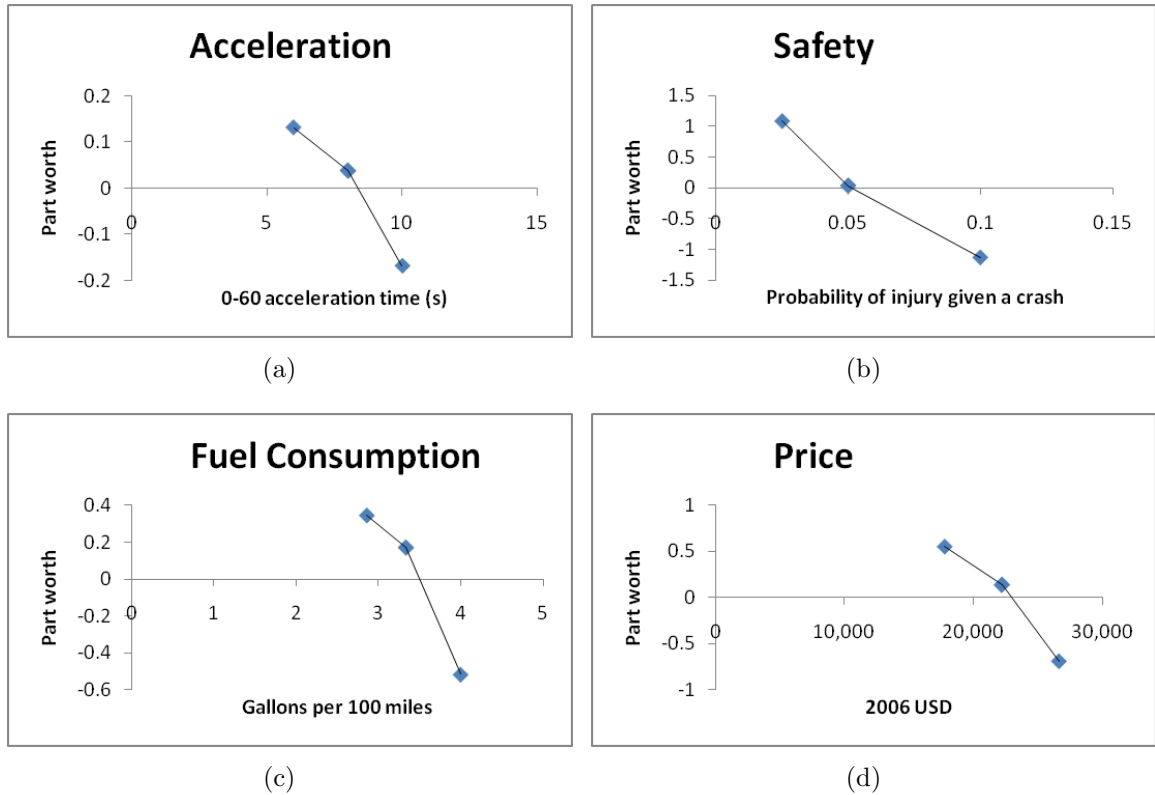 Acceleration
0.2
0.1
0
-0.1
-0.2
0
5
10
15
Part worth
0-60 acceleration time (s)
(a)
Safety
1.5
1
0.5
0
-0.5
-1
-1.5
0
0.05
0.1
0.15
Part worth
Probability of injury given a crash
(b)
Fuel Consumption
0.4
0.2
0
-0.2
-0.4
-0.6
0
1
2
3
4
5
Part worth
Gallons per 100 miles
(c)
Price
1
0.5
0
-0.5
-1
0
10,000
20,000
30,000
Part worth
2006 USD
(d)